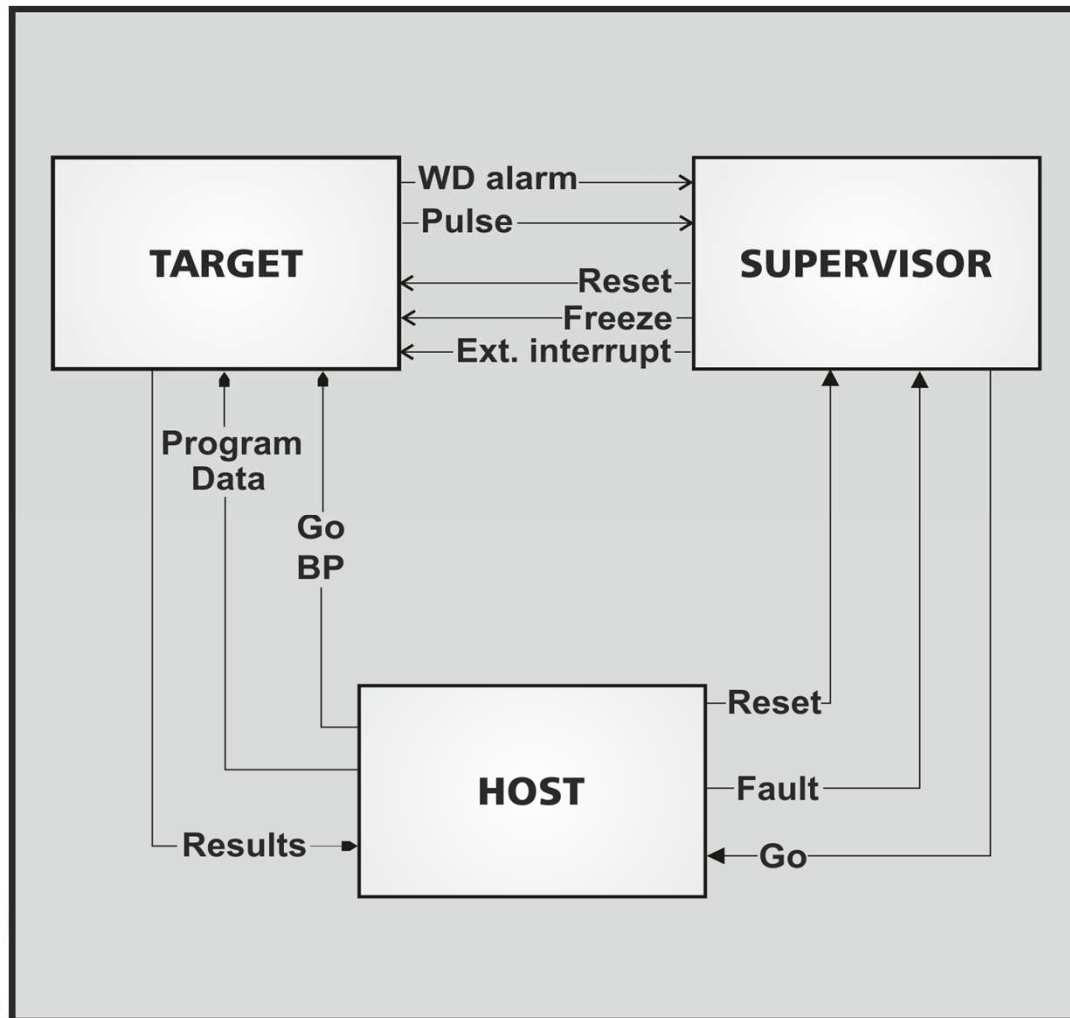 WD alarm
Pulse
TARGET
SUPERVISOR
Reset
Freeze
Ext. interrupt
Program
Data
Go
BP
Reset
HOST
Fault
Results
Go